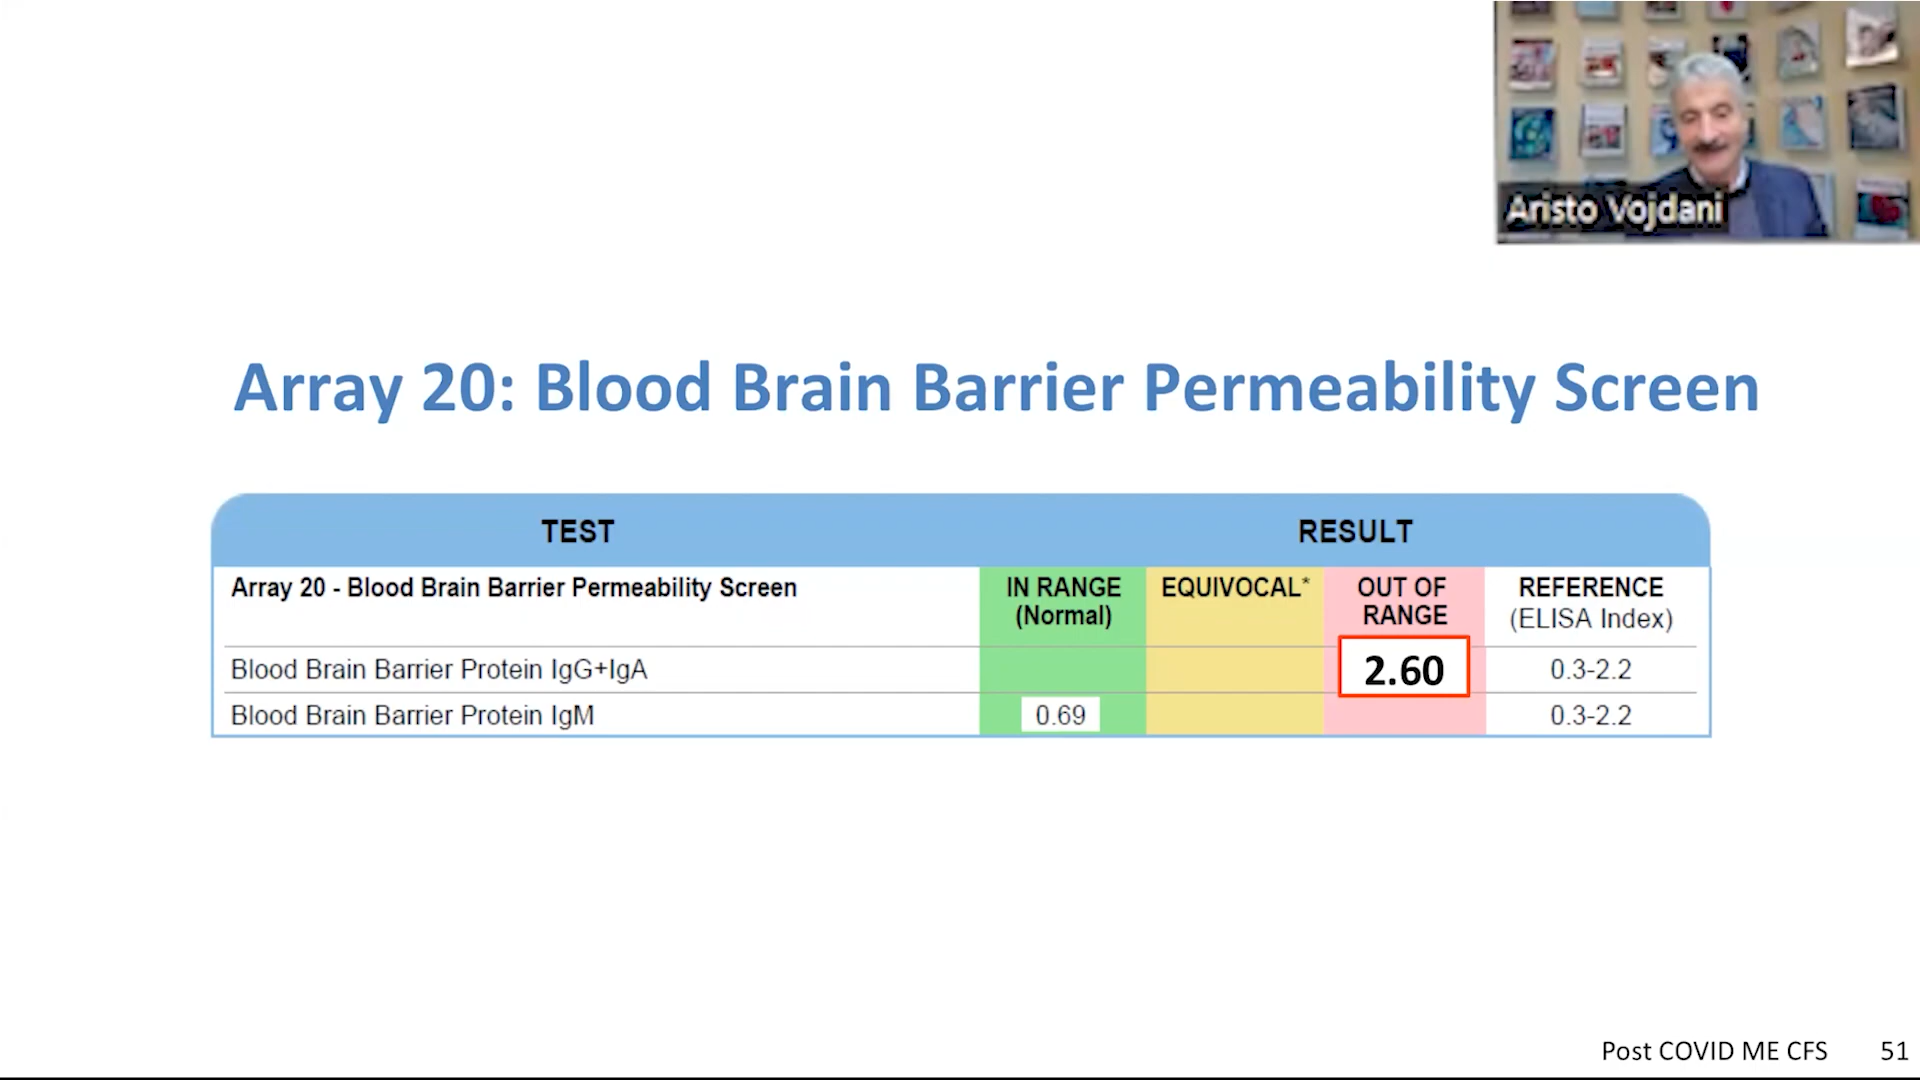 Aristo Vojdani
Array 20: Blood Brain Barrier Permeability Screen
TEST RESULT
Array 20 - Blood Brain Barrier Permeability Screen IN RANGE (Normal) EQUIVOCAL* OUT OF RANGE REFERENCE (ELISA Index)
Blood Brain Barrier Protein IgG+IgA 2.60 0.3-2.2
Blood Brain Barrier Protein IgM 0.69 0.3-2.2
Post COVID ME CFS 51